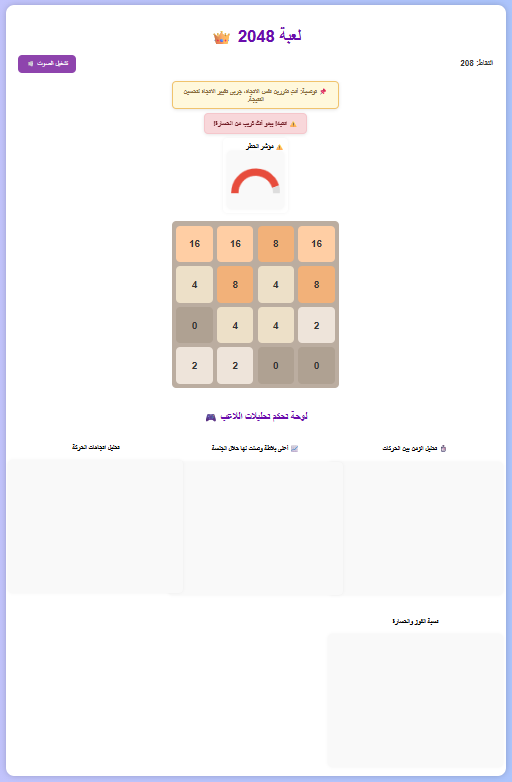 لعبة 2048 👑
النقاط: 208
تشغيل الصوت
📌 توصية: أنت تكررين نفس الاتجاه، جربي تغيير الاتجاه لتحسين
النتيجة.
⚠️ انتبه! يبدو أنك قريب من الخسارة!
⚠️ مؤشر الخطر
16 16 8 16
4 8 4 8
0 4 4 2
2 2 0 0
لوحة تحكم تحليلات اللاعب 🎮
تحليل الزمن بين الحركات
📈 أعلى بلاطة وصلت لها خلال الجلسة
تحليل اتجاهات الحركة
نسبة الفوز والخسارة